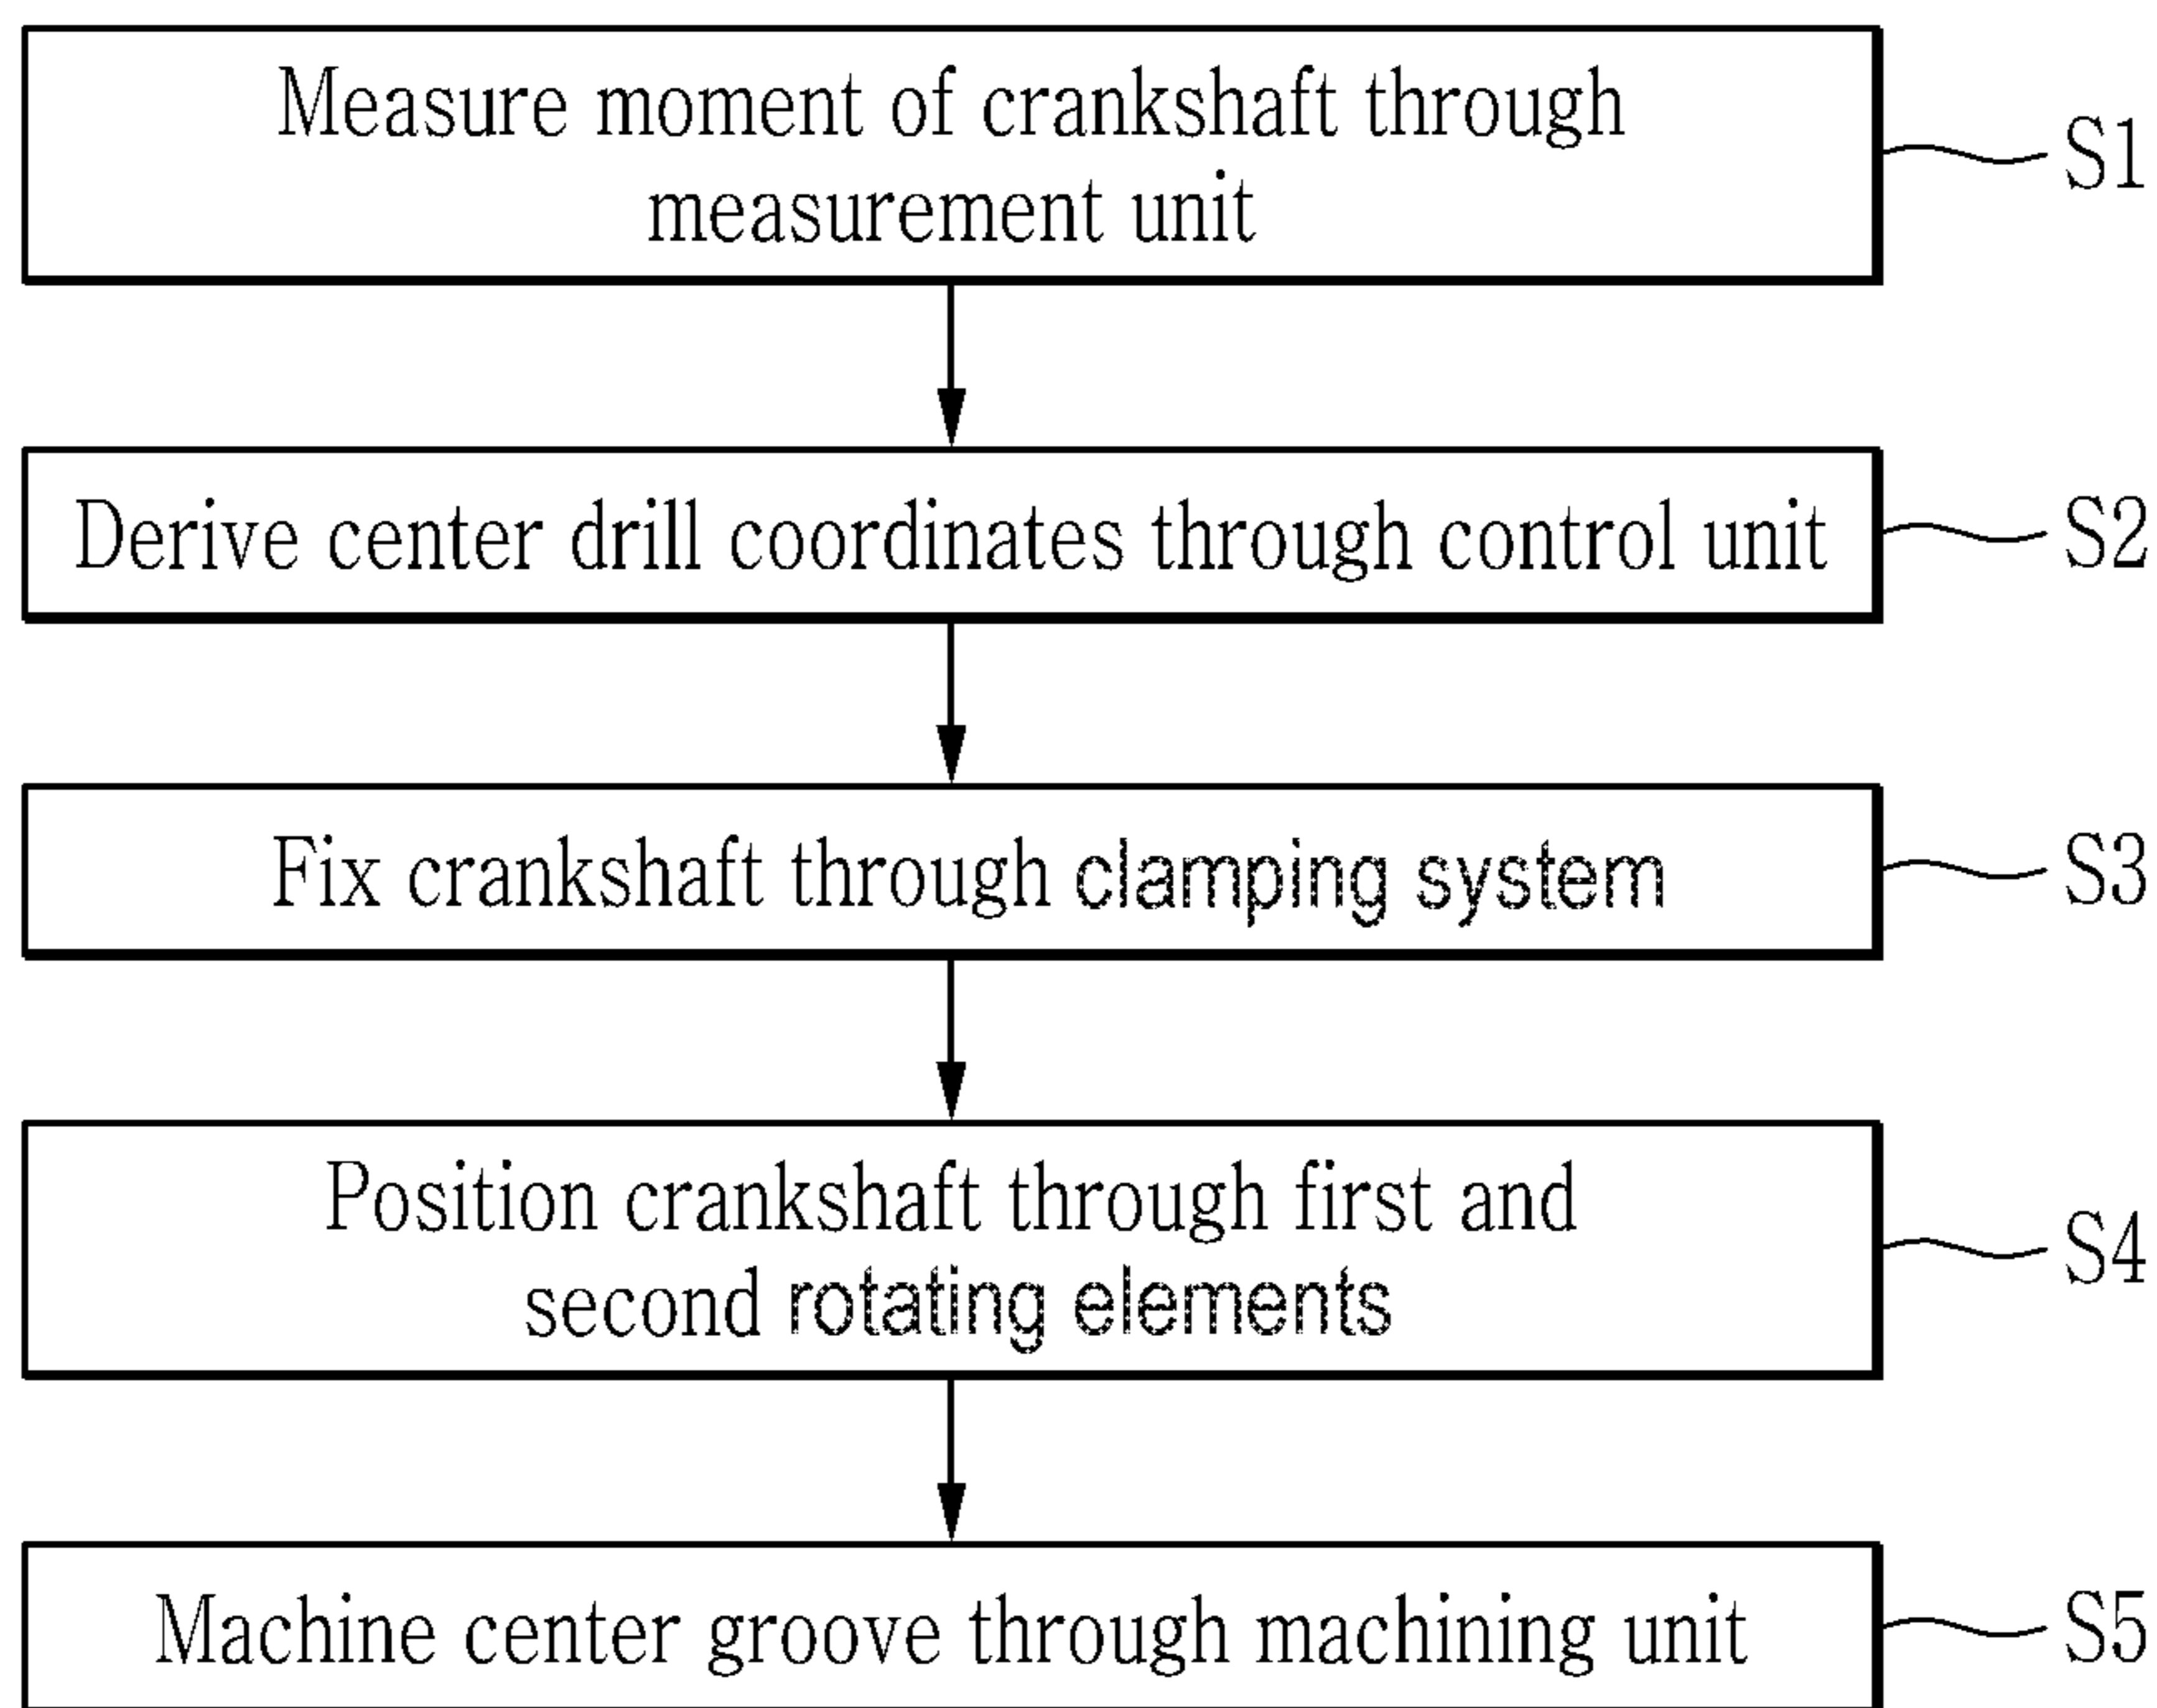 Measure moment of crankshaft through
measurement unit
S1
Derive center drill coordinates through control unit
S2
Fix crankshaft through clamping system
S3
Position crankshaft through first and
second rotating elements
S4
Machine center groove through machining unit
S5